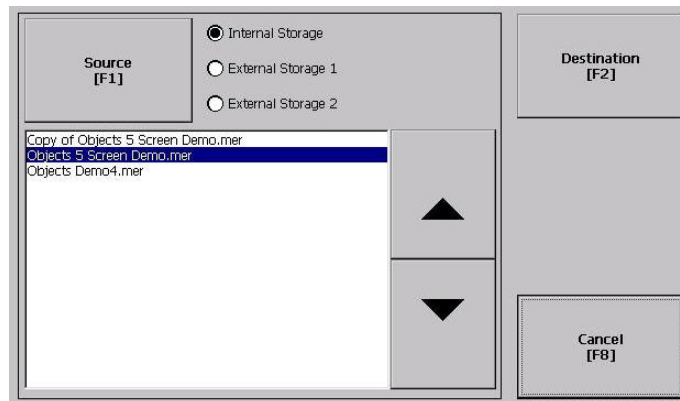 Source
[F1]
Internal Storage
External Storage 1
External Storage 2
Destination
[F2]
Copy of Objects 5 Screen Demo.mer
Objects 5 Screen Demo.mer
Objects Demo4.mer
Cancel
[F8]